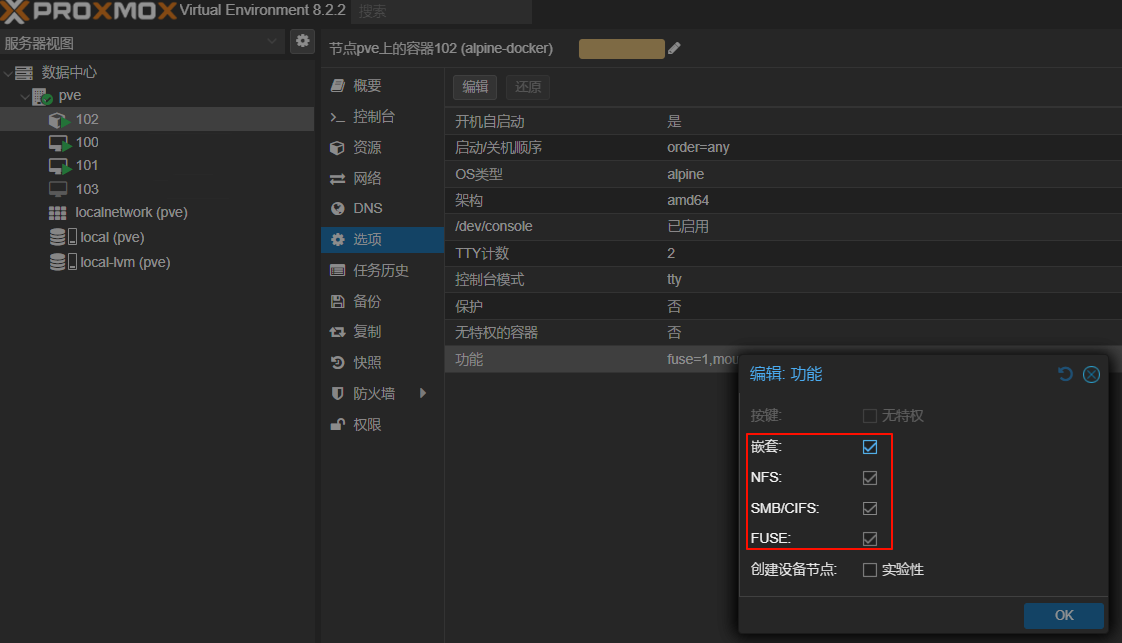 PROXMOX Virtual Environment 8.2.2 搜索
服务器视图
数据中心
pve
102
100
101
103
localnetwork (pve)
local (pve)
local-lvm (pve)
节点pve上的容器102 (alpine-docker)
概要
控制台
资源
网络
DNS
选项
任务历史
备份
复制
快照
防火墙
权限
编辑 还原
开机自启动 是
启动/关机顺序 order=any
OS类型 alpine
架构 amd64
/dev/console 已启用
TTY计数 2
控制台模式 tty
保护 否
无特权的容器 否
功能 fuse=1,mou
编辑: 功能
按键: 无特权
嵌套:
NFS:
SMB/CIFS:
FUSE:
创建设备节点: 实验性
OK